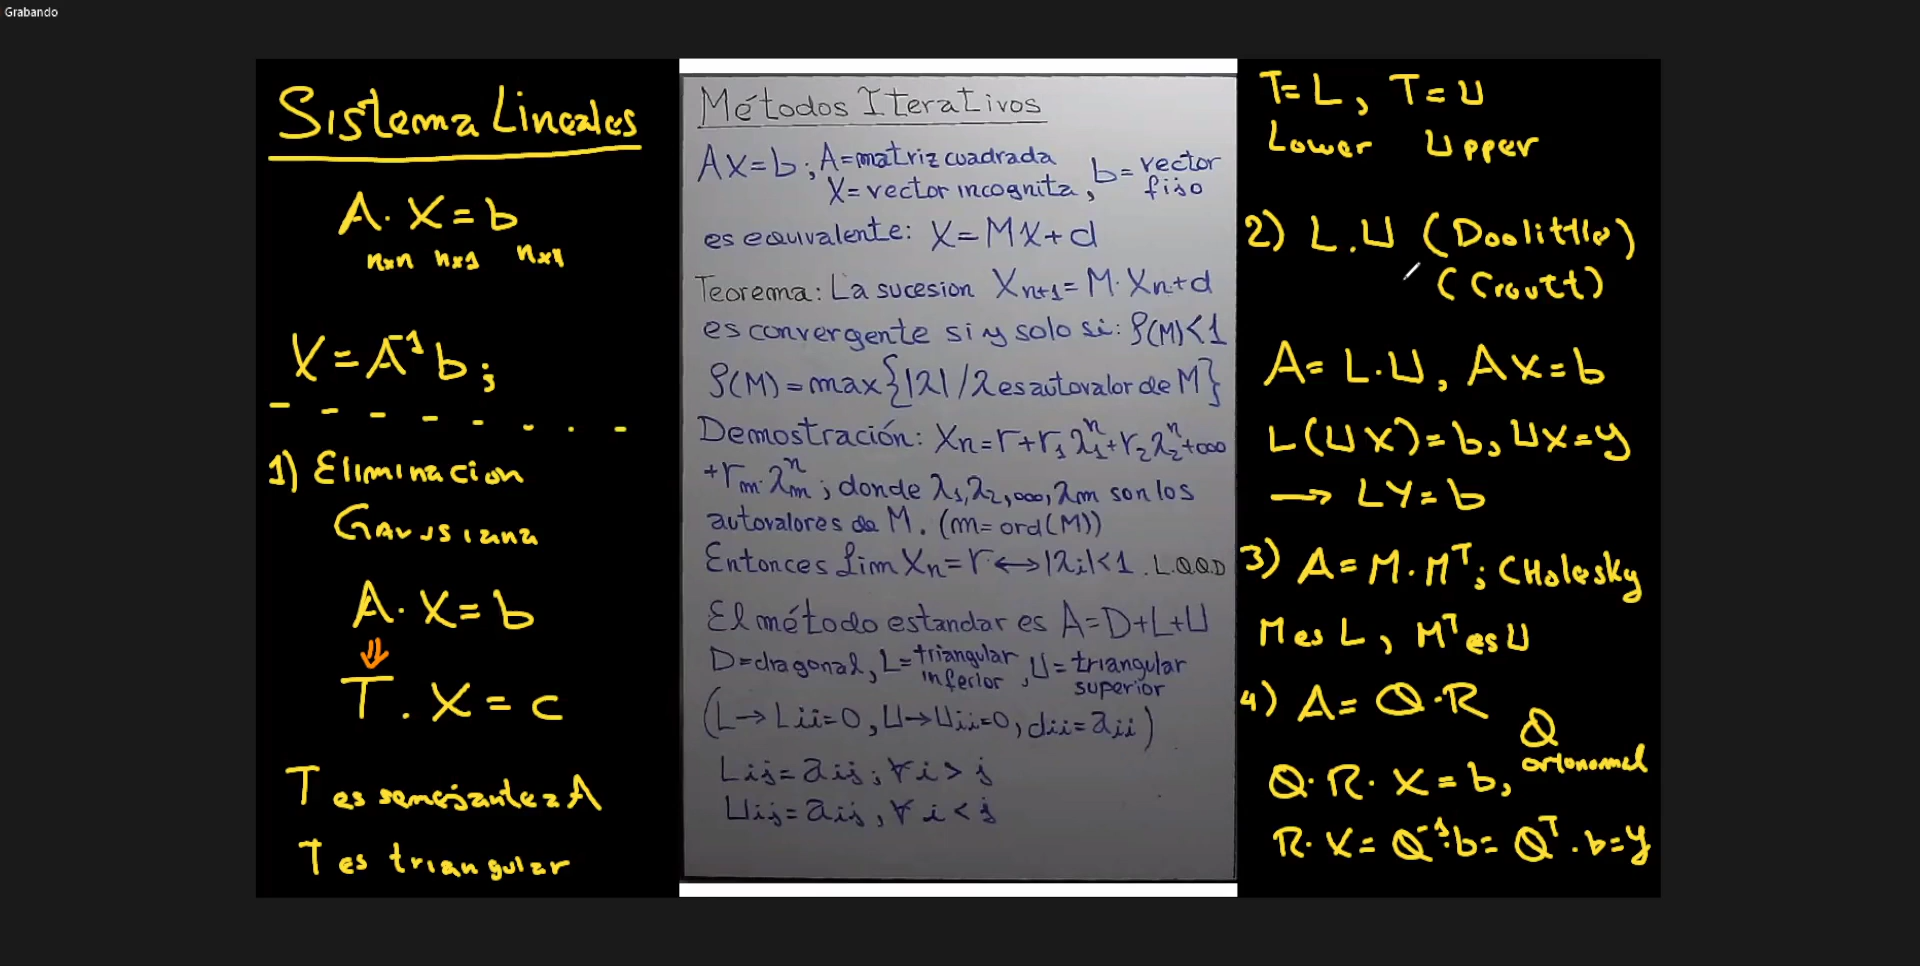 Grabando
Sistema Lineales
A. X = b
nxn nx1 nx1
X = A⁻¹ b ;
1) Eliminacion
Gaussiana
A. X = b
⇓
T. X = c
T es semejante a A
T es triangular
Métodos Iterativos
AX=b ; A=matriz cuadrada
X=vector incognita, b=vector fijo
es equivalente: X=MX+d
Teorema: La sucesion Xn+1=M.Xn+d
es convergente si y solo si: ρ(M)<1
ρ(M)=max{|λ|/λ es autovalor de M}
Demostración: Xn=r+r₁λ₁ⁿ+r₂λ₂ⁿ+...
+rm.λmⁿ ; donde λ₁,λ₂,...,λm son los
autovalores de M. (m=ord(M))
Entonces Lim Xn=r ↔ |λi|<1. L.Q.Q.D
El método estandar es A=D+L+U
D=diagonal, L=triangular inferior, U=triangular superior
(L→Lii=0, U→Uii=0, dii=aii)
Lij=aij ; ∀ i>j
Uij=aij, ∀ i<j
T=L, T=U
Lower Upper
2) L.U (Doolittle)
(Croutt)
A=L.U, AX=b
L(UX)=b, UX=y
→ LY=b
3) A=M.Mᵀ; CHolesky
M es L, Mᵀ es U
4) A=Q.R Q
ortonormal
Q.R.X=b,
R.X=Q⁻¹.b=Qᵀ.b=y